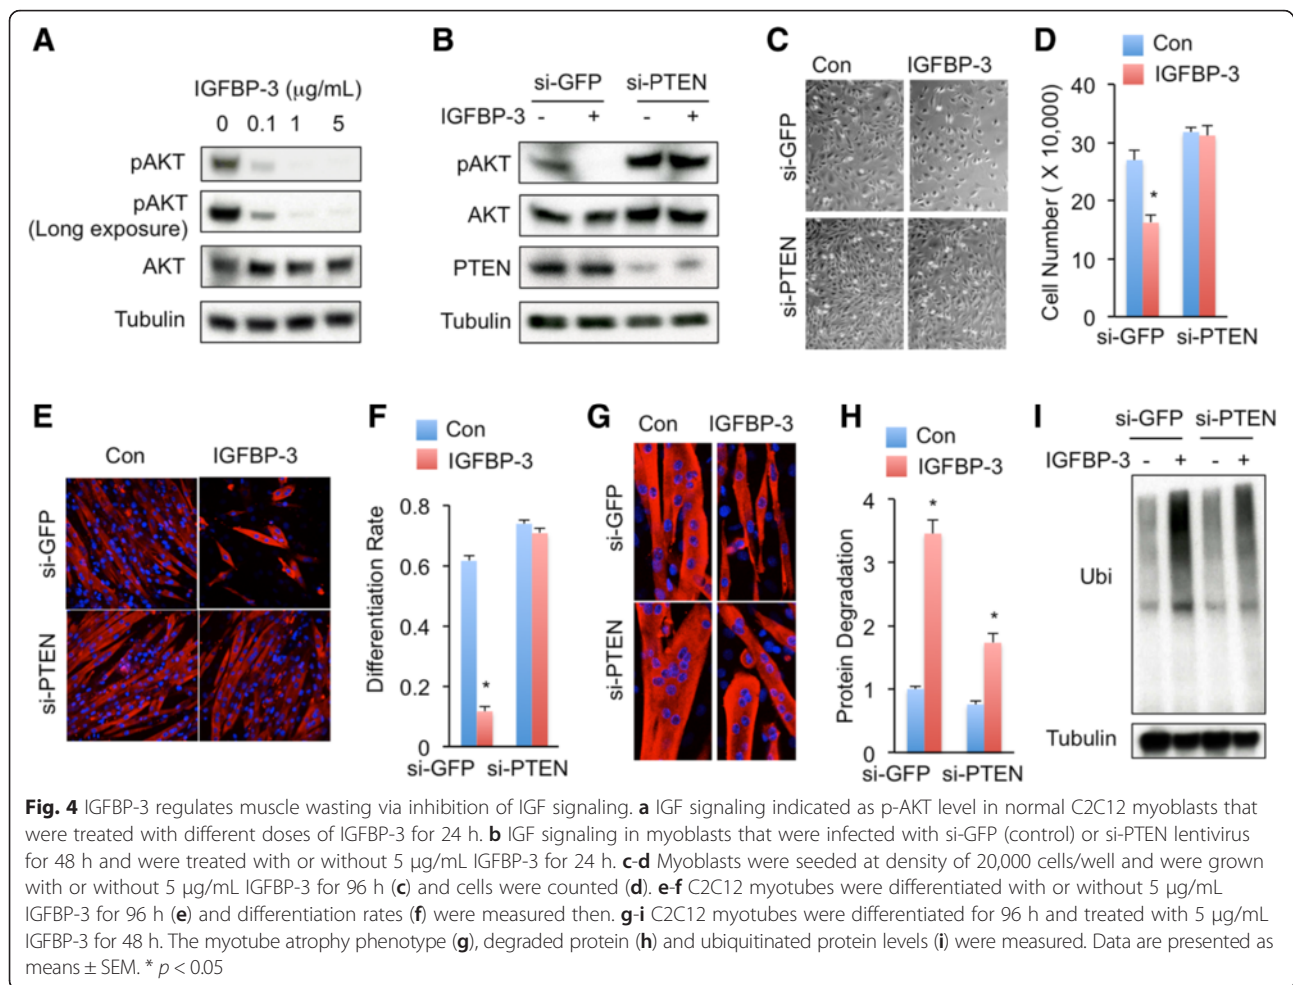 A
IGFBP-3 (μg/mL)
0 0.1 1 5
pAKT
pAKT
(Long exposure)
AKT
Tubulin
B
si-GFP si-PTEN
IGFBP-3 - + - +
pAKT
AKT
PTEN
Tubulin
C
Con IGFBP-3
si-GFP
si-PTEN
D
Con
IGFBP-3
Cell Number ( X 10,000)
40
30
20
10
0
*
si-GFP si-PTEN
E
Con IGFBP-3
si-GFP
si-PTEN
F
Con
IGFBP-3
Differentiation Rate
0.8
0.6
0.4
0.2
0
*
si-GFP si-PTEN
G
Con IGFBP-3
si-GFP
si-PTEN
H
Con
IGFBP-3
Protein Degradation
4
3
2
1
0
*
*
si-GFP si-PTEN
I
si-GFP si-PTEN
IGFBP-3 - + - +
Ubi
Tubulin
Fig. 4 IGFBP-3 regulates muscle wasting via inhibition of IGF signaling. a IGF signaling indicated as p-AKT level in normal C2C12 myoblasts that
were treated with different doses of IGFBP-3 for 24 h. b IGF signaling in myoblasts that were infected with si-GFP (control) or si-PTEN lentivirus
for 48 h and were treated with or without 5 μg/mL IGFBP-3 for 24 h. c-d Myoblasts were seeded at density of 20,000 cells/well and were grown
with or without 5 μg/mL IGFBP-3 for 96 h (c) and cells were counted (d). e-f C2C12 myotubes were differentiated with or without 5 μg/mL
IGFBP-3 for 96 h (e) and differentiation rates (f) were measured then. g-i C2C12 myotubes were differentiated for 96 h and treated with 5 μg/mL
IGFBP-3 for 48 h. The myotube atrophy phenotype (g), degraded protein (h) and ubiquitinated protein levels (i) were measured. Data are presented as
means ± SEM. * p < 0.05